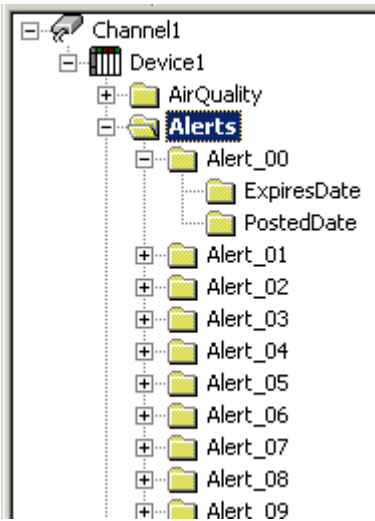 Channel1
Device1
AirQuality
Alerts
Alert_00
ExpiresDate
PostedDate
Alert_01
Alert_02
Alert_03
Alert_04
Alert_05
Alert_06
Alert_07
Alert_08
Alert_09